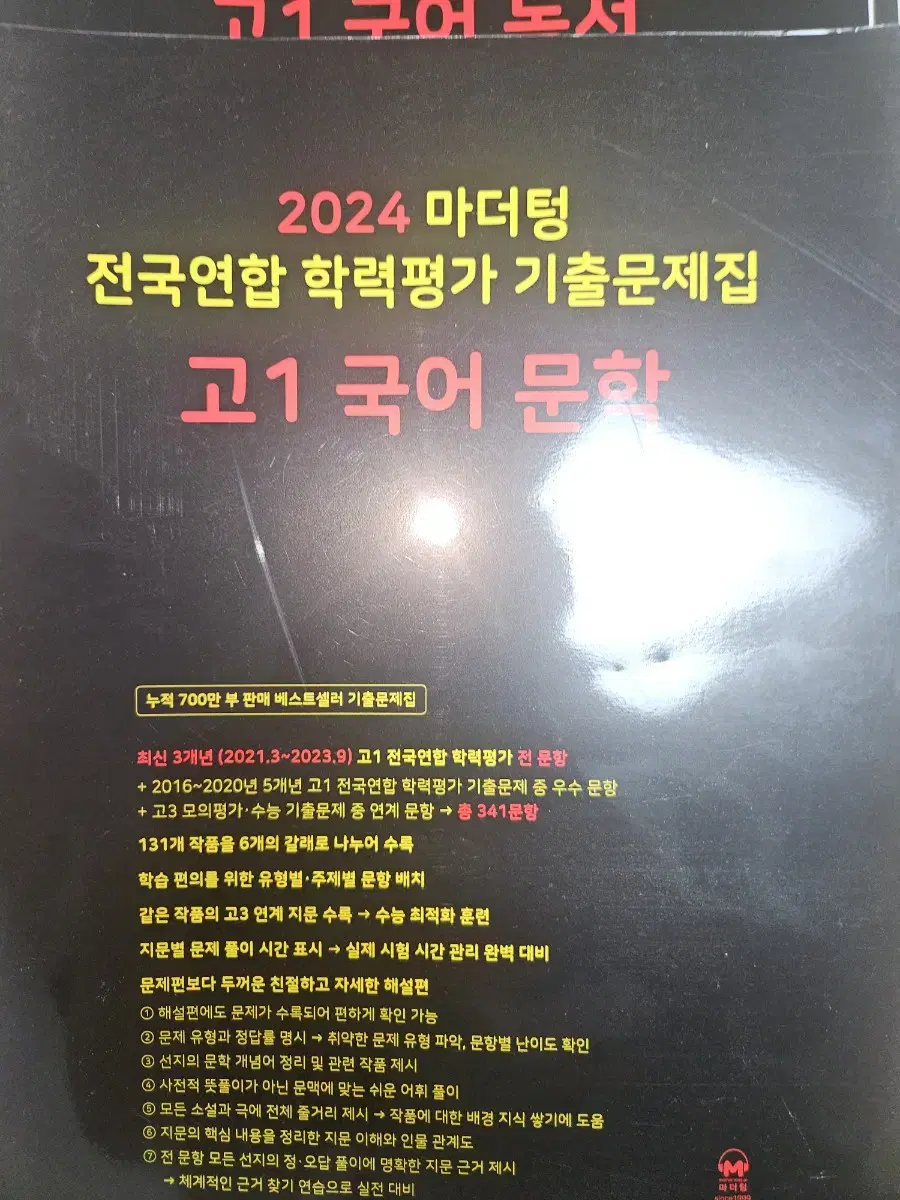 고1 국어 독서
2024 마더텅
전국연합 학력평가 기출문제집
고1 국어 문학
누적 700만 부 판매 베스트셀러 기출문제집
최신 3개년 (2021.3~2023.9) 고1 전국연합 학력평가 전 문항
+ 2016~2020년 5개년 고1 전국연합 학력평가 기출문제 중 우수 문항
+ 고3 모의평가·수능 기출문제 중 연계 문항 → 총 341문항
131개 작품을 6개의 갈래로 나누어 수록
학습 편의를 위한 유형별·주제별 문항 배치
같은 작품의 고3 연계 지문 수록 → 수능 최적화 훈련
지문별 문제 풀이 시간 표시 → 실제 시험 시간 관리 완벽 대비
문제편보다 두꺼운 친절하고 자세한 해설편
① 해설편에도 문제가 수록되어 편하게 확인 가능
② 문제 유형과 정답률 명시 → 취약한 문제 유형 파악, 문항별 난이도 확인
③ 선지의 문학 개념어 정리 및 관련 작품 제시
④ 사전적 뜻풀이가 아닌 문맥에 맞는 쉬운 어휘 풀이
⑤ 모든 소설과 극에 전체 줄거리 제시 → 작품에 대한 배경 지식 쌓기에 도움
⑥ 지문의 핵심 내용을 정리한 지문 이해와 인물 관계도
⑦ 전 문항 모든 선지의 정·오답 풀이에 명확한 지문 근거 제시
→ 체계적인 근거 찾기 연습으로 실전 대비
마더텅
since1999